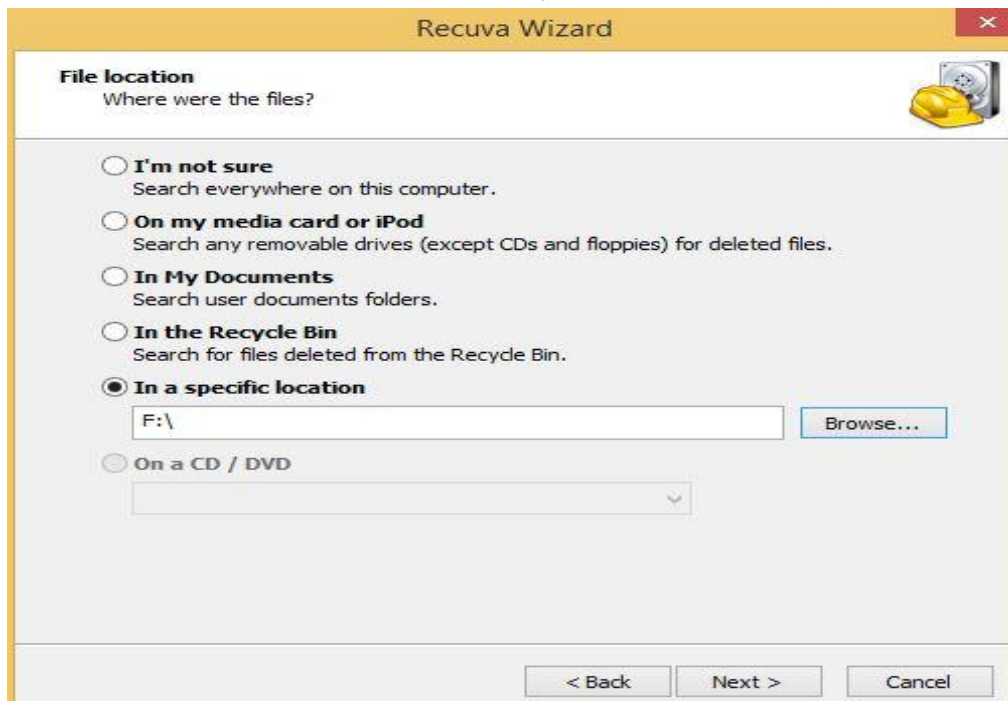 Recuva Wizard
File location
Where were the files?
I'm not sure
Search everywhere on this computer.
On my media card or iPod
Search any removable drives (except CDs and floppies) for deleted files.
In My Documents
Search user documents folders.
In the Recycle Bin
Search for files deleted from the Recycle Bin.
In a specific location
F:\
Browse...
On a CD / DVD
< Back
Next >
Cancel